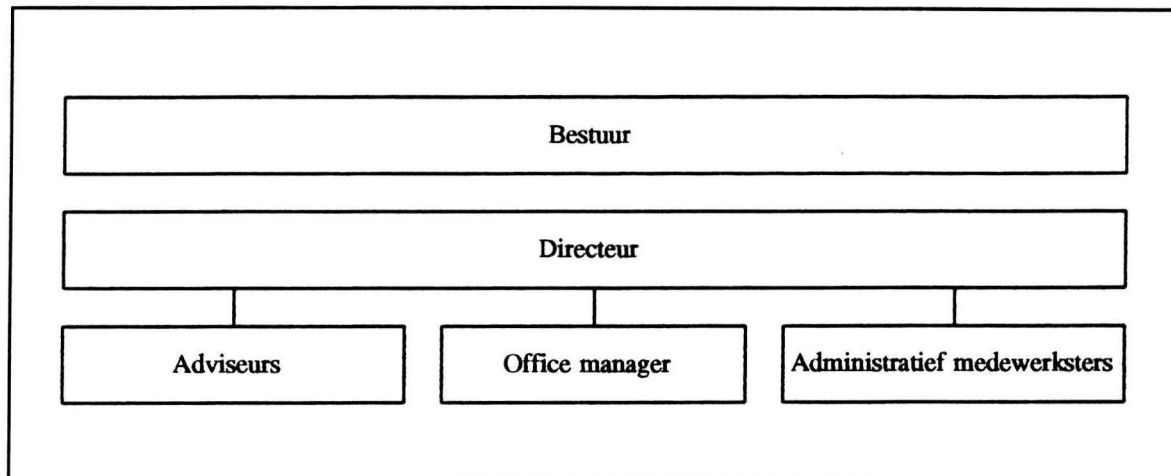 Bestuur
Directeur
Adviseurs
Office manager
Administratief medewerksters